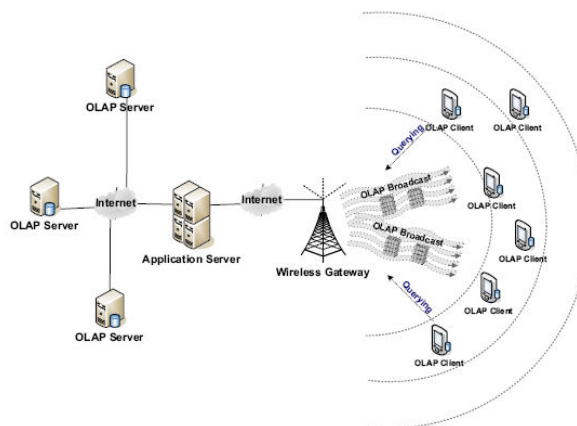 OLAP Server
OLAP Client
OLAP Client
Querying
OLAP Broadcast
OLAP Client
OLAP Server
Internet
Internet
Application Server
OLAP Broadcast
OLAP Client
Wireless Gateway
Querying
OLAP Client
OLAP Server
OLAP Client